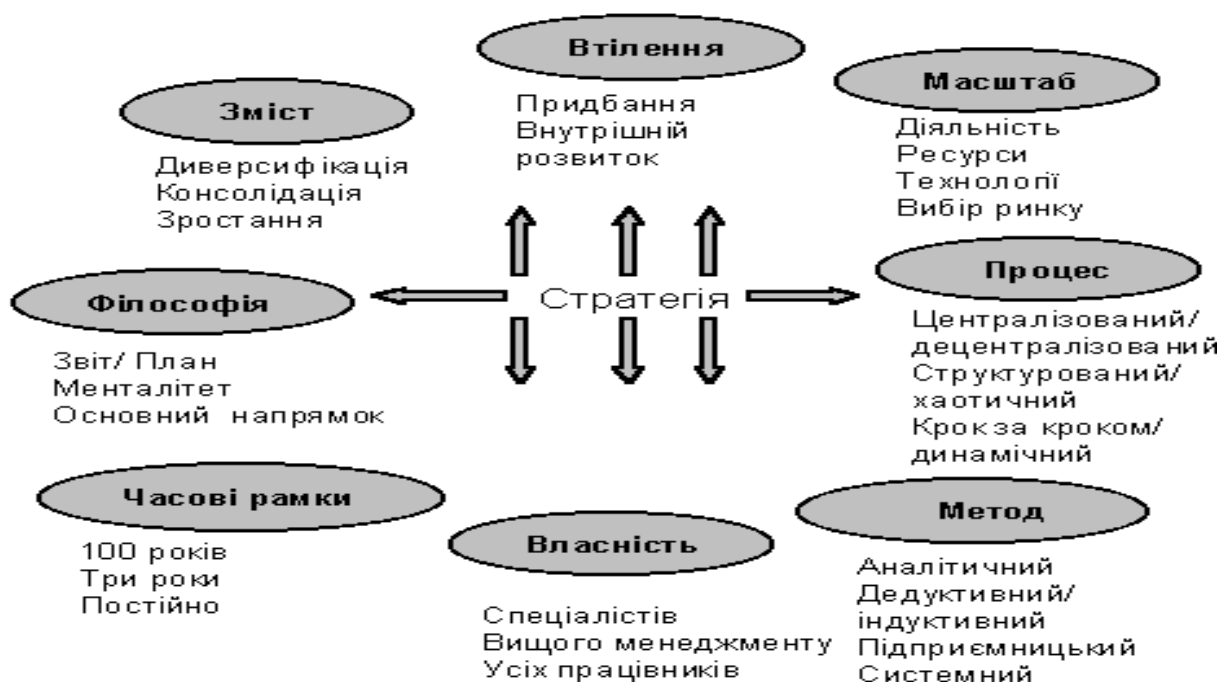 Втілення
Придбання
Внутрішній
розвиток
Масштаб
Діяльність
Ресурси
Технології
Вибір ринку
Зміст
Диверсифікація
Консолідація
Зростання
Філософія
Звіт/ План
Менталітет
Основний напрямок
Стратегія
Процес
Централізований/
децентралізований
Структурований/
хаотичний
Крок за кроком/
динамічний
Часові рамки
100 років
Три роки
Постійно
Власність
Спеціалістів
Вищого менеджменту
Усіх працівників
Метод
Аналітичний
Дедуктивний/
індуктивний
Підприємницький
Системний